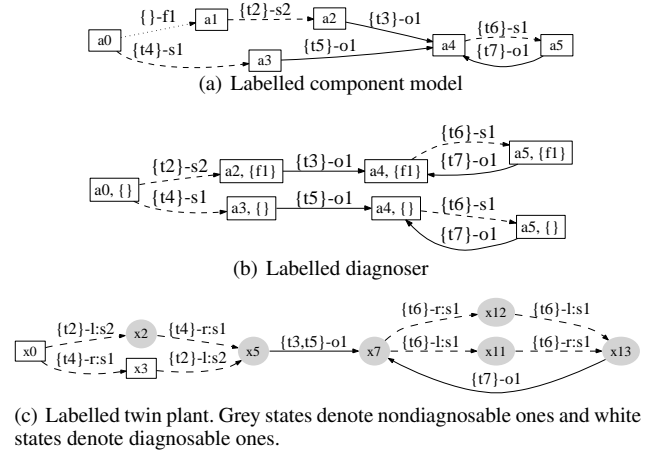 {}-f1
{t2}-s2
a0
a1
a2
{t3}-o1
{t4}-s1
a3
{t5}-o1
a4
{t6}-s1
{t7}-o1
a5
(a) Labelled component model
{t6}-s1
{t2}-s2
a2, {f1}
{t3}-o1
a4, {f1}
{t7}-o1
a5, {f1}
a0, {}
{t4}-s1
a3, {}
{t5}-o1
a4, {}
{t6}-s1
{t7}-o1
a5, {}
(b) Labelled diagnoser
{t2}-l:s2
x2
{t4}-r:s1
{t6}-r:s1
x12
{t6}-l:s1
x0
{t4}-r:s1
x3
{t2}-l:s2
x5
{t3,t5}-o1
x7
{t6}-l:s1
x11
{t6}-r:s1
x13
{t7}-o1
(c) Labelled twin plant. Grey states denote nondiagnosable ones and white
states denote diagnosable ones.